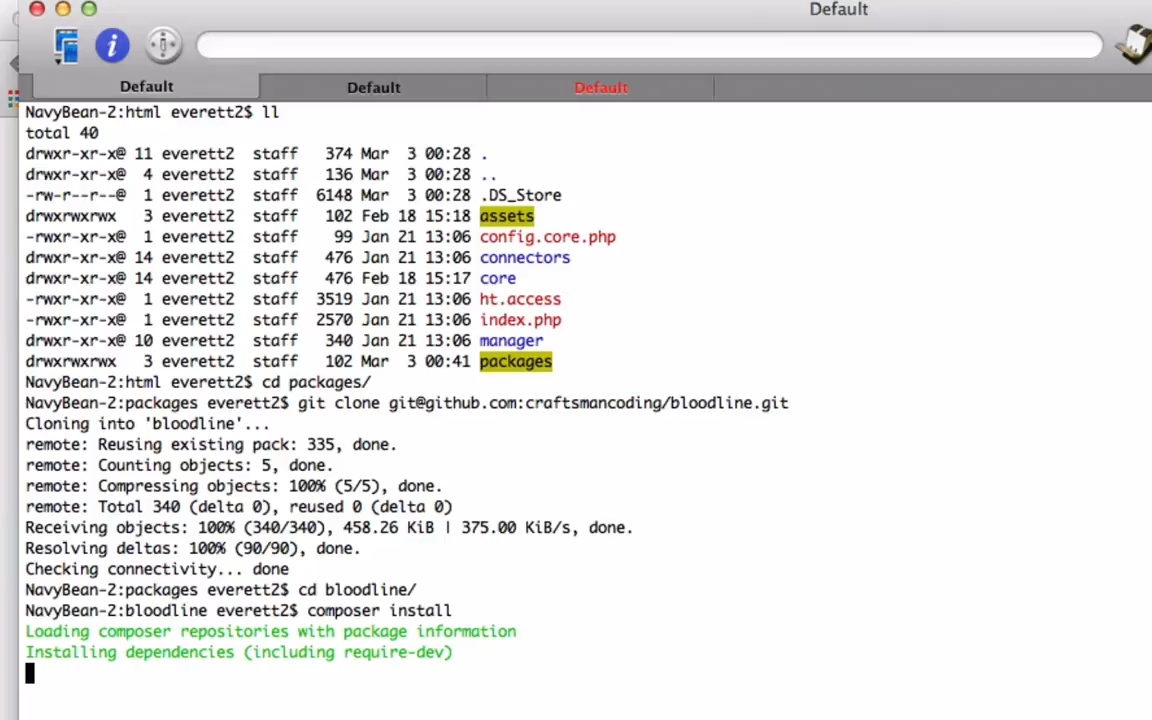 Default
Default
Default
Default
NavyBean-2:html everett2$ ll
total 40
drwxr-xr-x@ 11 everett2  staff   374 Mar  3 00:28 .
drwxr-xr-x@  4 everett2  staff   136 Mar  3 00:28 ..
-rw-r--r--@  1 everett2  staff  6148 Mar  3 00:28 .DS_Store
drwxrwxrwx   3 everett2  staff   102 Feb 18 15:18 assets
-rwxr-xr-x@  1 everett2  staff    99 Jan 21 13:06 config.core.php
drwxr-xr-x@ 14 everett2  staff   476 Jan 21 13:06 connectors
drwxr-xr-x@ 14 everett2  staff   476 Feb 18 15:17 core
-rwxr-xr-x@  1 everett2  staff  3519 Jan 21 13:06 ht.access
-rwxr-xr-x@  1 everett2  staff  2570 Jan 21 13:06 index.php
drwxr-xr-x@ 10 everett2  staff   340 Jan 21 13:06 manager
drwxrwxrwx   3 everett2  staff   102 Mar  3 00:41 packages
NavyBean-2:html everett2$ cd packages/
NavyBean-2:packages everett2$ git clone git@github.com:craftsmancoding/bloodline.git
Cloning into 'bloodline'...
remote: Reusing existing pack: 335, done.
remote: Counting objects: 5, done.
remote: Compressing objects: 100% (5/5), done.
remote: Total 340 (delta 0), reused 0 (delta 0)
Receiving objects: 100% (340/340), 458.26 KiB | 375.00 KiB/s, done.
Resolving deltas: 100% (90/90), done.
Checking connectivity... done
NavyBean-2:packages everett2$ cd bloodline/
NavyBean-2:bloodline everett2$ composer install
Loading composer repositories with package information
Installing dependencies (including require-dev)